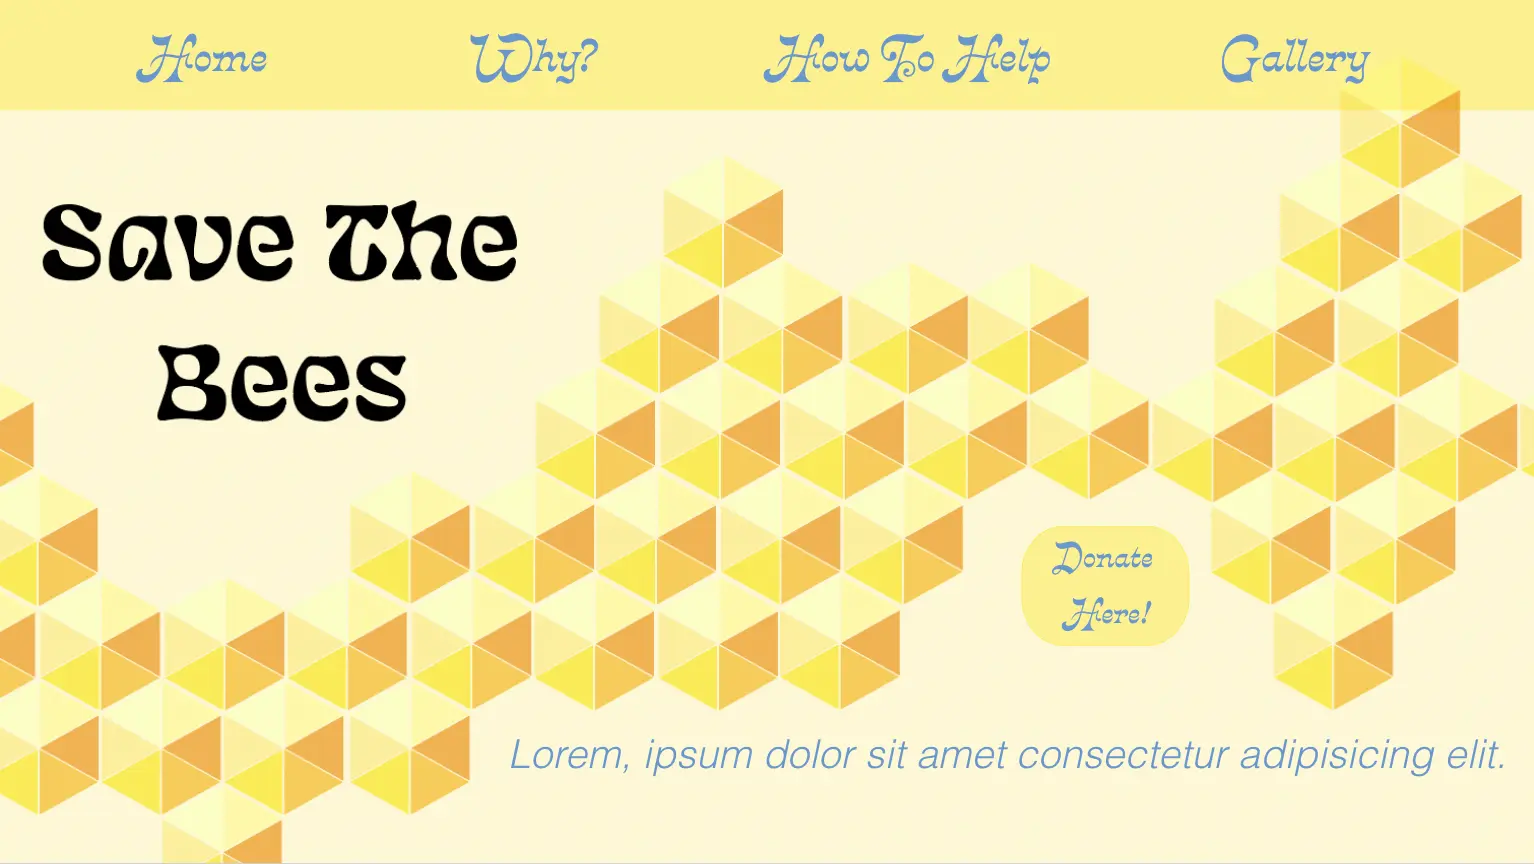 Home Why? How To Help Gallery
Save The
Bees
Donate
Here!
Lorem, ipsum dolor sit amet consectetur adipisicing elit.